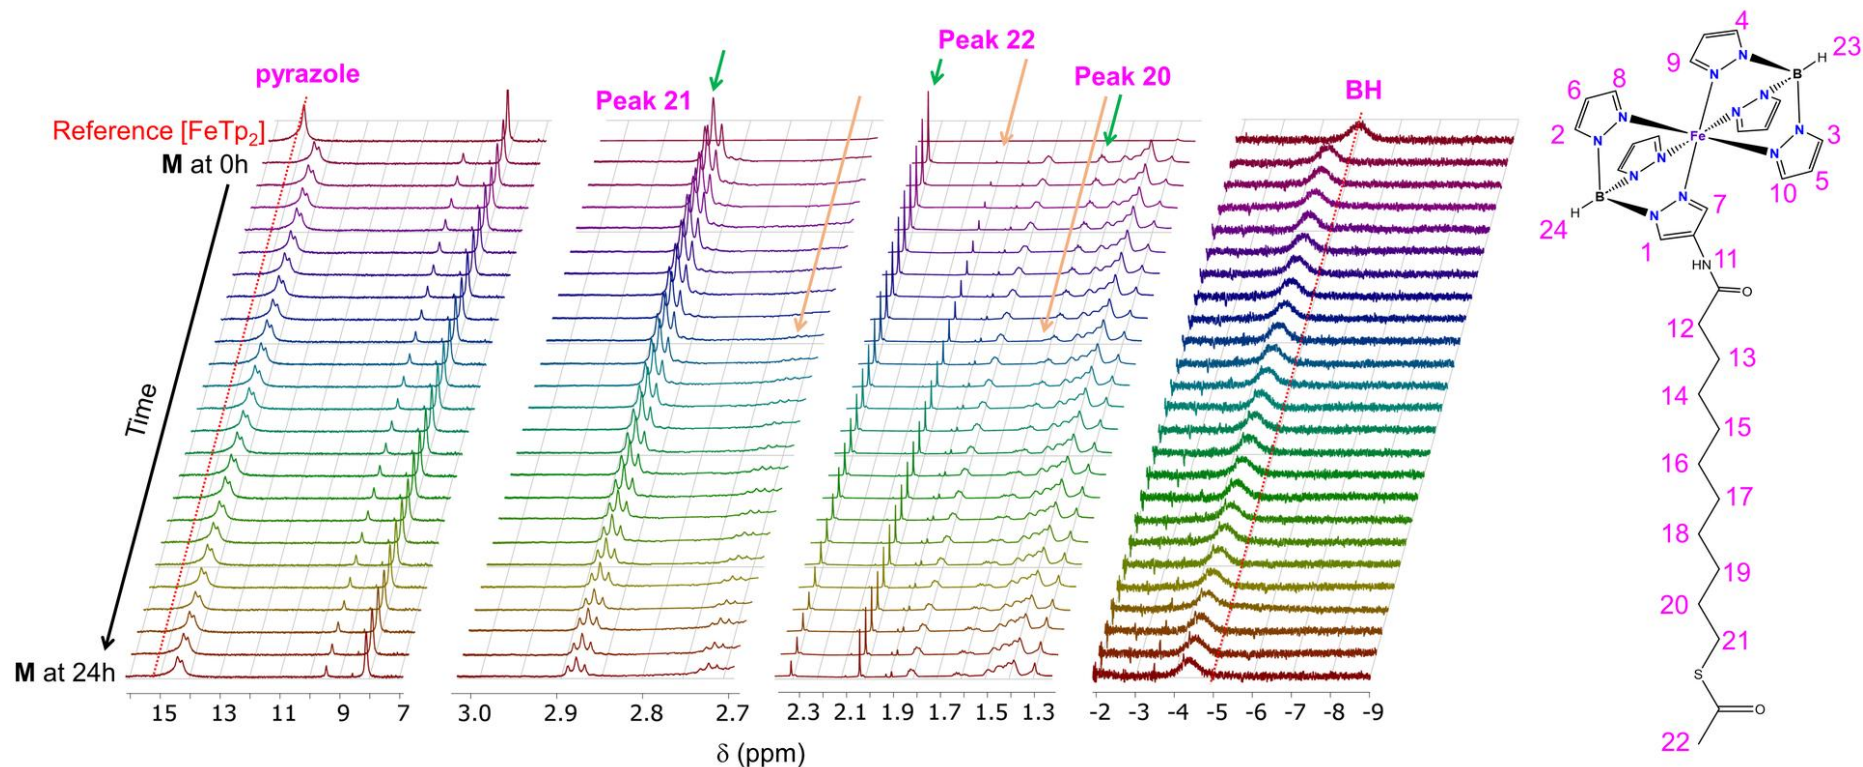 pyrazole
Peak 21
Peak 22
Peak 20
BH
Reference [FeTp2]
M at 0h
Time
M at 24h
15 13 11 9 7
3.0 2.9 2.8 2.7
2.3 2.1 1.9 1.7 1.5 1.3
-2 -3 -4 -5 -6 -7 -8 -9
δ (ppm)
4
H 23
9 N B
N
6 8 N
N
N N
2 N Fe N 3
N N
N
N 10 5
H B N 7
24 N
1
HN 11
O
12
13
14
15
16
17
18
19
20
21
S
O
22